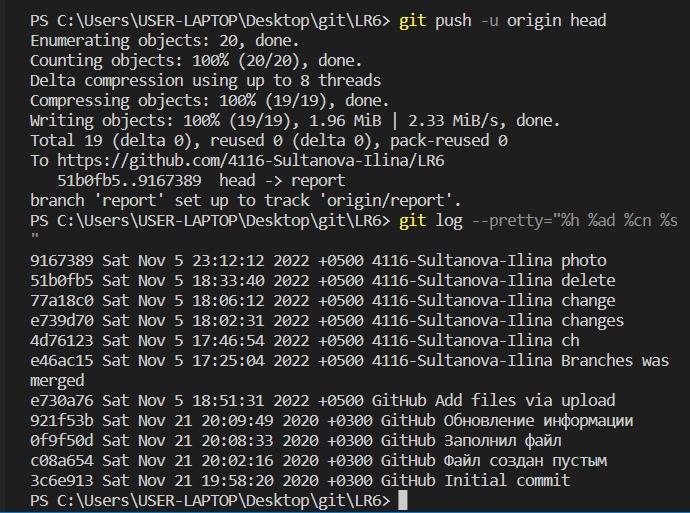 PS C:\Users\USER-LAPTOP\Desktop\git\LR6> git push -u origin head
Enumerating objects: 20, done.
Counting objects: 100% (20/20), done.
Delta compression using up to 8 threads
Compressing objects: 100% (19/19), done.
Writing objects: 100% (19/19), 1.96 MiB | 2.33 MiB/s, done.
Total 19 (delta 0), reused 0 (delta 0), pack-reused 0
To https://github.com/4116-Sultanova-Ilina/LR6
   51b0fb5..9167389  head -> report
branch 'report' set up to track 'origin/report'.
PS C:\Users\USER-LAPTOP\Desktop\git\LR6> git log --pretty="%h %ad %cn %s
"
9167389 Sat Nov 5 23:12:12 2022 +0500 4116-Sultanova-Ilina photo
51b0fb5 Sat Nov 5 18:33:40 2022 +0500 4116-Sultanova-Ilina delete
77a18c0 Sat Nov 5 18:06:12 2022 +0500 4116-Sultanova-Ilina change
e739d70 Sat Nov 5 18:02:31 2022 +0500 4116-Sultanova-Ilina changes
4d76123 Sat Nov 5 17:46:54 2022 +0500 4116-Sultanova-Ilina ch
e46ac15 Sat Nov 5 17:25:04 2022 +0500 4116-Sultanova-Ilina Branches was
merged
e730a76 Sat Nov 5 18:51:31 2022 +0500 GitHub Add files via upload
921f53b Sat Nov 21 20:09:49 2020 +0300 GitHub Обновление информации
0f9f50d Sat Nov 21 20:08:33 2020 +0300 GitHub Заполнил файл
c08a654 Sat Nov 21 20:02:16 2020 +0300 GitHub Файл создан пустым
3c6e913 Sat Nov 21 19:58:20 2020 +0300 GitHub Initial commit
PS C:\Users\USER-LAPTOP\Desktop\git\LR6>